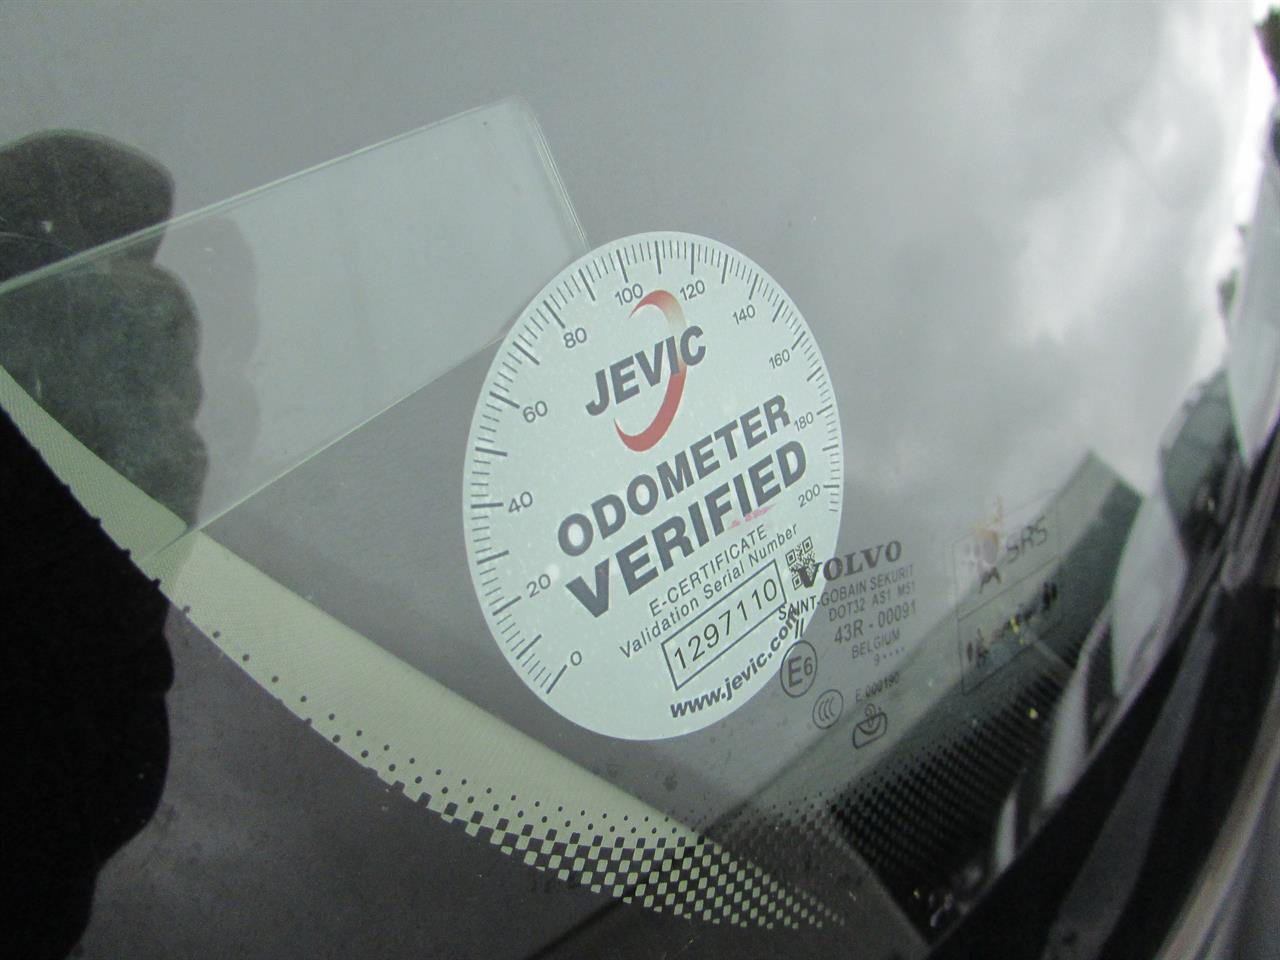 0
20
40
60
80
100
120
140
160
180
200
JEVIC
ODOMETER
VERIFIED
E-CERTIFICATE
Validation Serial Number
1297110
www.jevic.com
VOLVO
SAINT-GOBAIN SEKURIT
DOT32 AS1 M51
43R - 00091
BELGIUM
E6
E 000190
SRS